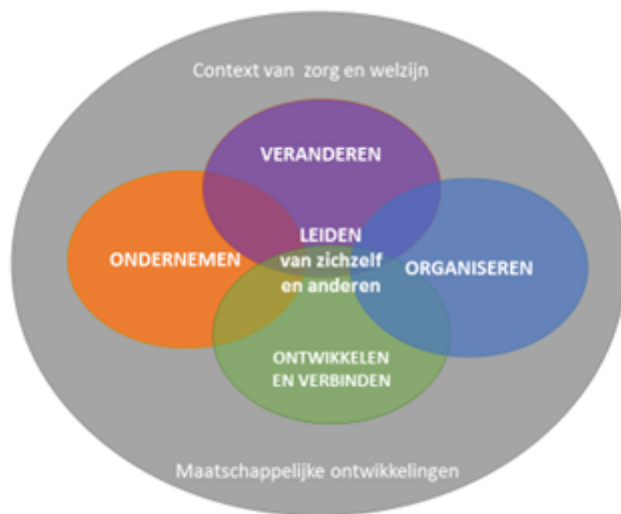 Context van zorg en welzijn
VERANDEREN
LEIDEN
van zichzelf
en anderen
ONDERNEMEN
ORGANISEREN
ONTWIKKELEN
EN VERBINDEN
Maatschappelijke ontwikkelingen